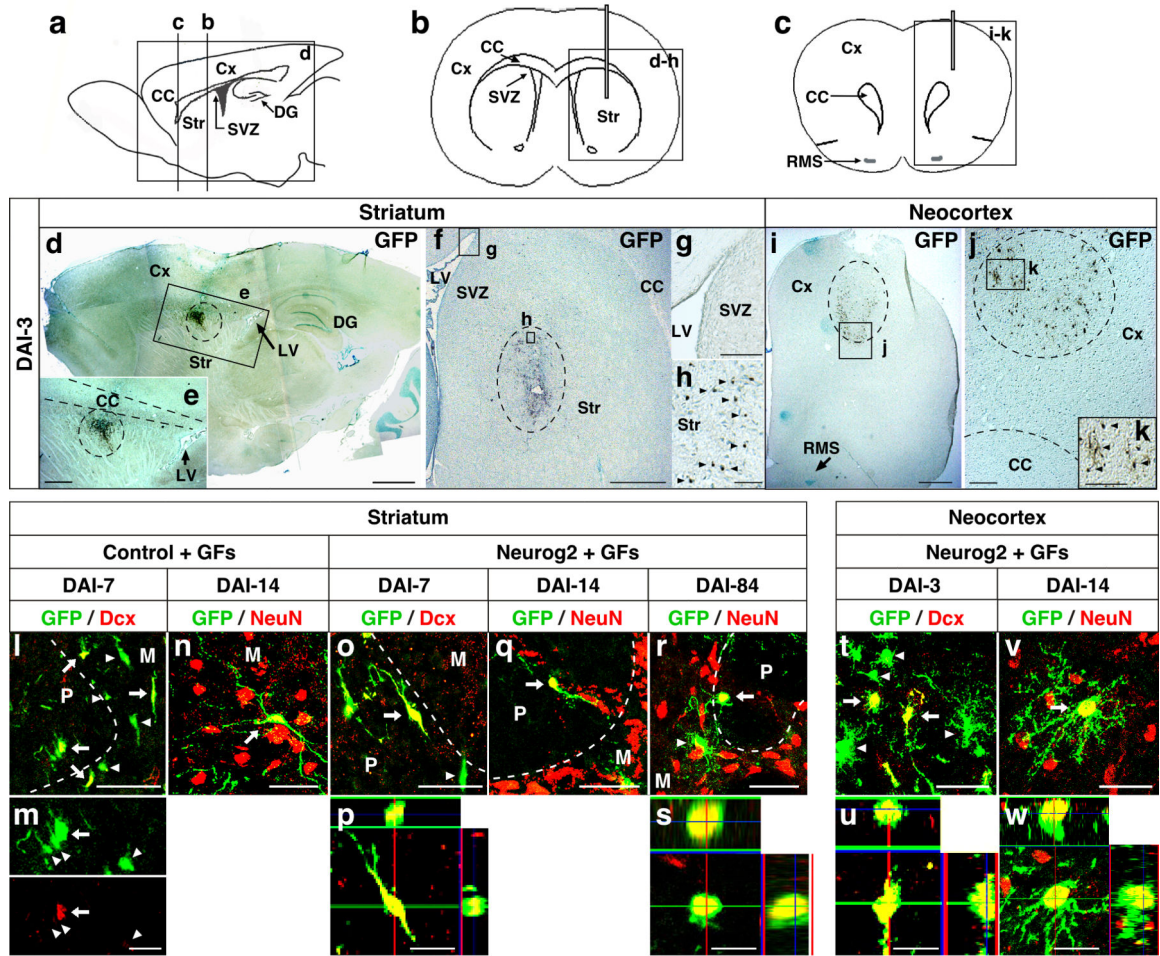 a
c
b
d
Cx
CC
Str
SVZ
DG
b
CC
Cx
SVZ
Str
d-h
c
Cx
i-k
CC
RMS
DAI-3
Striatum
Neocortex
d
GFP
Cx
e
DG
LV
Str
e
CC
LV
f
GFP
g
LV
SVZ
CC
h
Str
g
SVZ
LV
h
Str
i
GFP
Cx
j
RMS
j
GFP
k
Cx
CC
k
Striatum
Neocortex
Control + GFs
Neurog2 + GFs
Neurog2 + GFs
DAI-7
DAI-14
DAI-7
DAI-14
DAI-84
DAI-3
DAI-14
GFP / Dcx
GFP / NeuN
GFP / Dcx
GFP / NeuN
GFP / NeuN
GFP / Dcx
GFP / NeuN
l
M
P
n
M
o
M
P
q
P
M
r
P
M
t
v
m
p
s
u
w